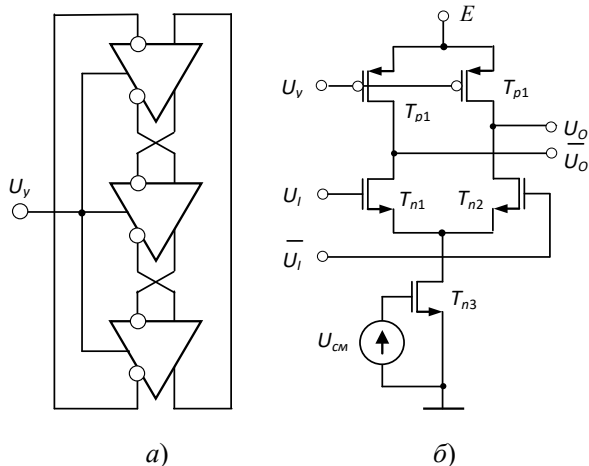 E
U_y
T_p1
T_p1
U_y
U_O
U̅_O
U_I
T_n1
T_n2
U̅_I
T_n3
U_см
а)
б)